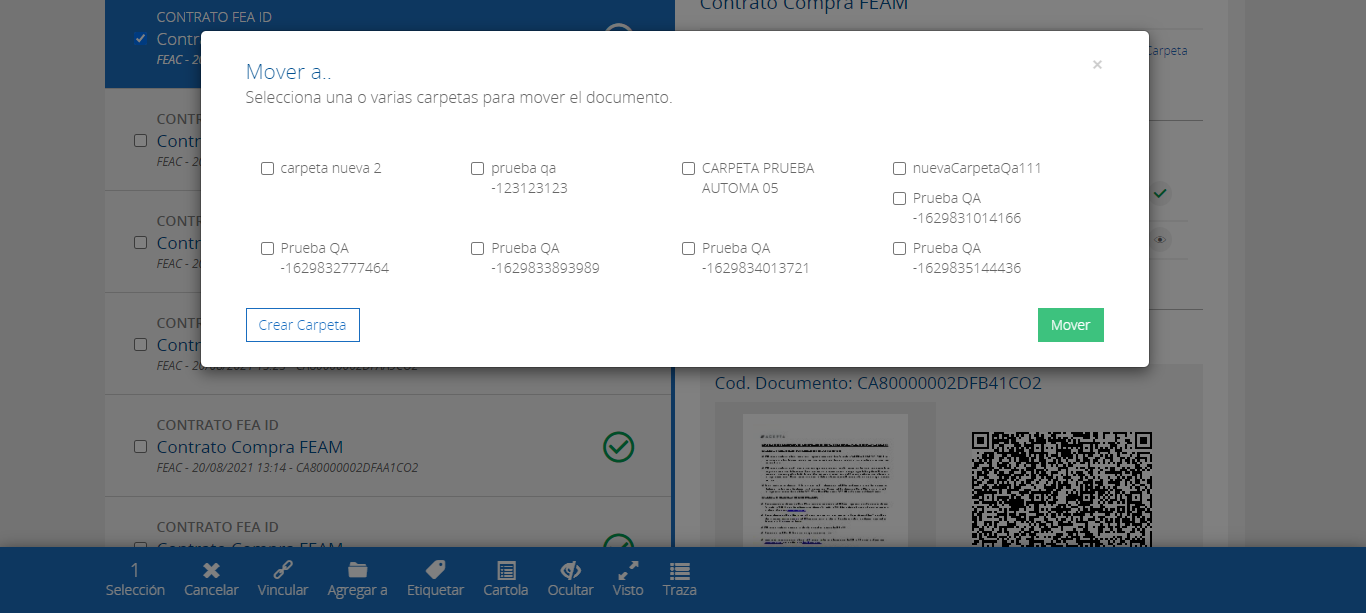 CONTRATO FEA ID
Contrato Compra FEAM
Contr
Carpeta
FEAC - 20
Mover a..
×
Selecciona una o varias carpetas para mover el documento.
CONTR
Contr
FEAC - 20
carpeta nueva 2
prueba qa
-123123123
CARPETA PRUEBA
AUTOMA 05
nuevaCarpetaQa111
Prueba QA
-1629831014166
CONTR
Contr
FEAC - 20
Prueba QA
-1629832777464
Prueba QA
-1629833893989
Prueba QA
-1629834013721
Prueba QA
-1629835144436
CONTR
Contr
Crear Carpeta
Mover
Cod. Documento: CA80000002DFB41CO2
CONTRATO FEA ID
Contrato Compra FEAM
FEAC - 20/08/2021 13:14 - CA80000002DFAA1CO2
CONTRATO FEA ID
Contrato Compra FEAM
1
Selección
Cancelar
Vincular
Agregar a
Etiquetar
Cartola
Ocultar
Visto
Traza